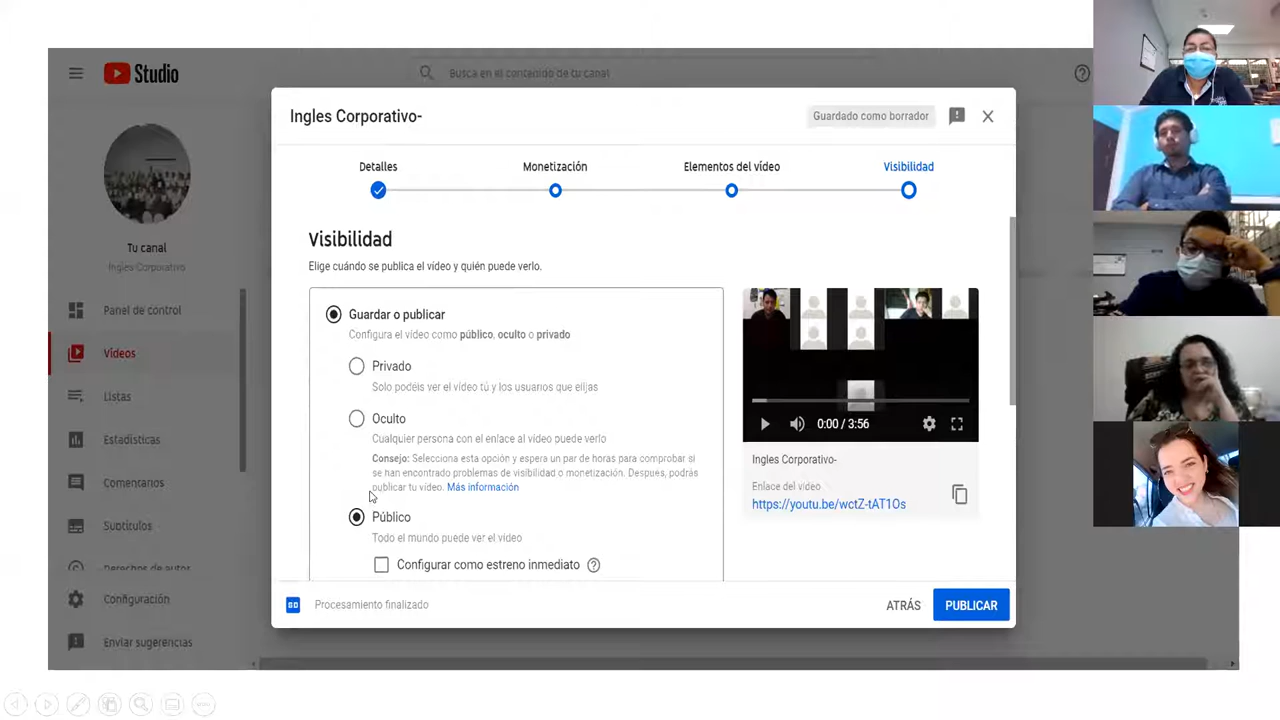 Studio
Busca en el contenido de tu canal
Ingles Corporativo-
Guardado como borrador
Detalles
Monetización
Elementos del vídeo
Visibilidad
Tu canal
Ingles Corporativo
Panel de control
Vídeos
Listas
Estadísticas
Comentarios
Subtítulos
Derechos de autor
Configuración
Enviar sugerencias
Visibilidad
Elige cuándo se publica el vídeo y quién puede verlo.
Guardar o publicar
Configura el vídeo como público, oculto o privado
Privado
Solo podéis ver el vídeo tú y los usuarios que elijas
Oculto
Cualquier persona con el enlace al vídeo puede verlo
Consejo: Selecciona esta opción y espera un par de horas para comprobar si
se han encontrado problemas de visibilidad o monetización. Después, podrás
publicar tu vídeo. Más información
Público
Todo el mundo puede ver el vídeo
Configurar como estreno inmediato
0:00 / 3:56
Ingles Corporativo-
Enlace del vídeo
https://youtu.be/wctZ-tAT1Os
SD
Procesamiento finalizado
ATRÁS
PUBLICAR